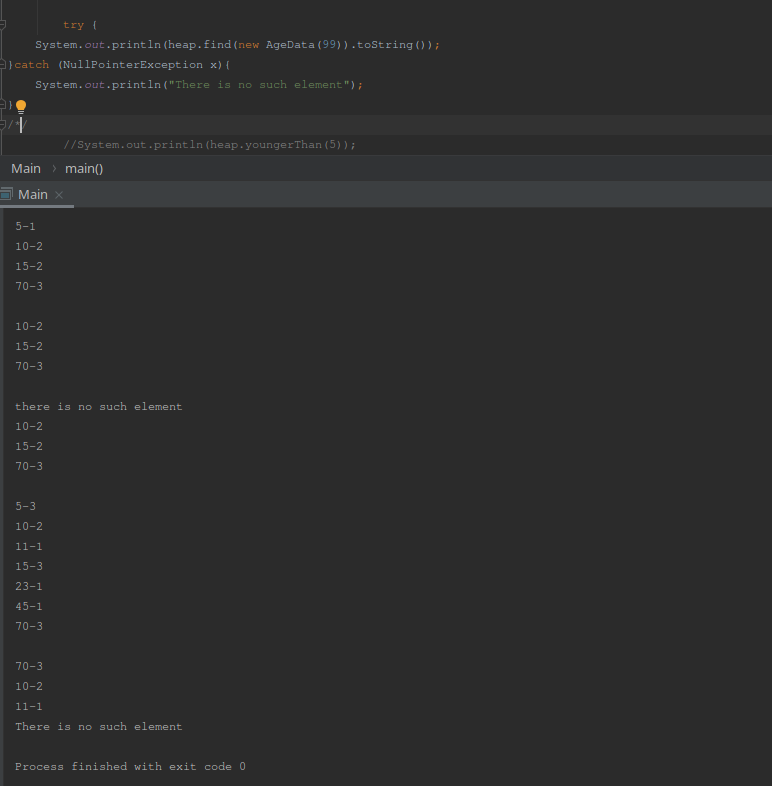 try {
System.out.println(heap.find(new AgeData(99)).toString());
}catch (NullPointerException x){
System.out.println("There is no such element");
}
/*/
//System.out.println(heap.youngerThan(5));
Main > main()
Main ×
5-1
10-2
15-2
70-3
10-2
15-2
70-3
there is no such element
10-2
15-2
70-3
5-3
10-2
11-1
15-3
23-1
45-1
70-3
70-3
10-2
11-1
There is no such element
Process finished with exit code 0